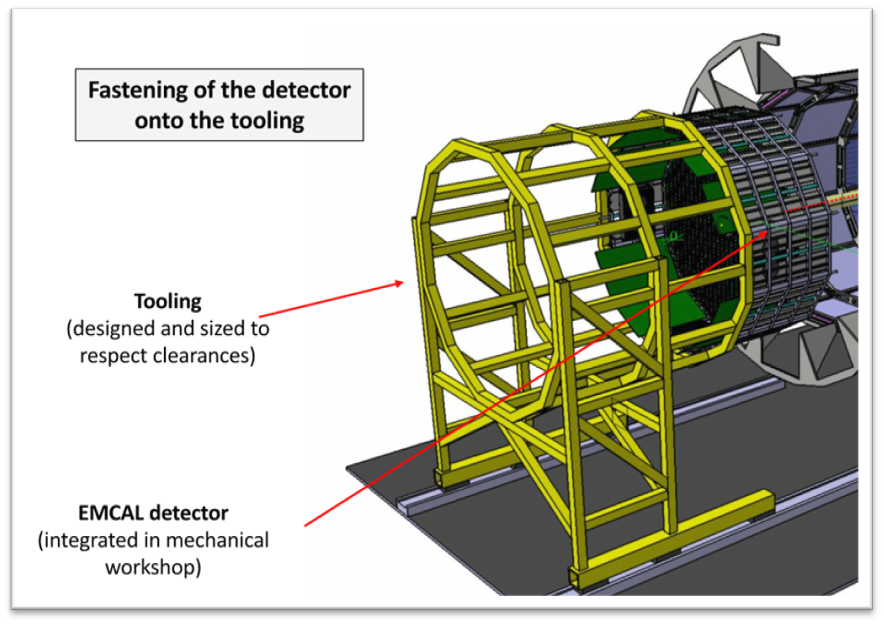 Fastening of the detector
onto the tooling
Tooling
(designed and sized to
respect clearances)
EMCAL detector
(integrated in mechanical
workshop)